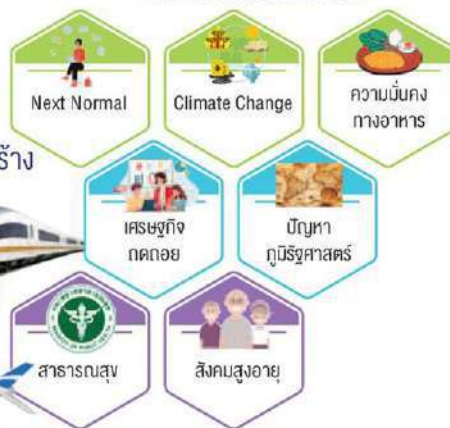 Next Normal
Climate Change
ความมั่นคง
ทางอาหาร
ร้าง
เศรษฐกิจ
ถดถอย
ปัญหา
ภูมิรัฐศาสตร์
สาธารณสุข
สังคมสูงอายุ